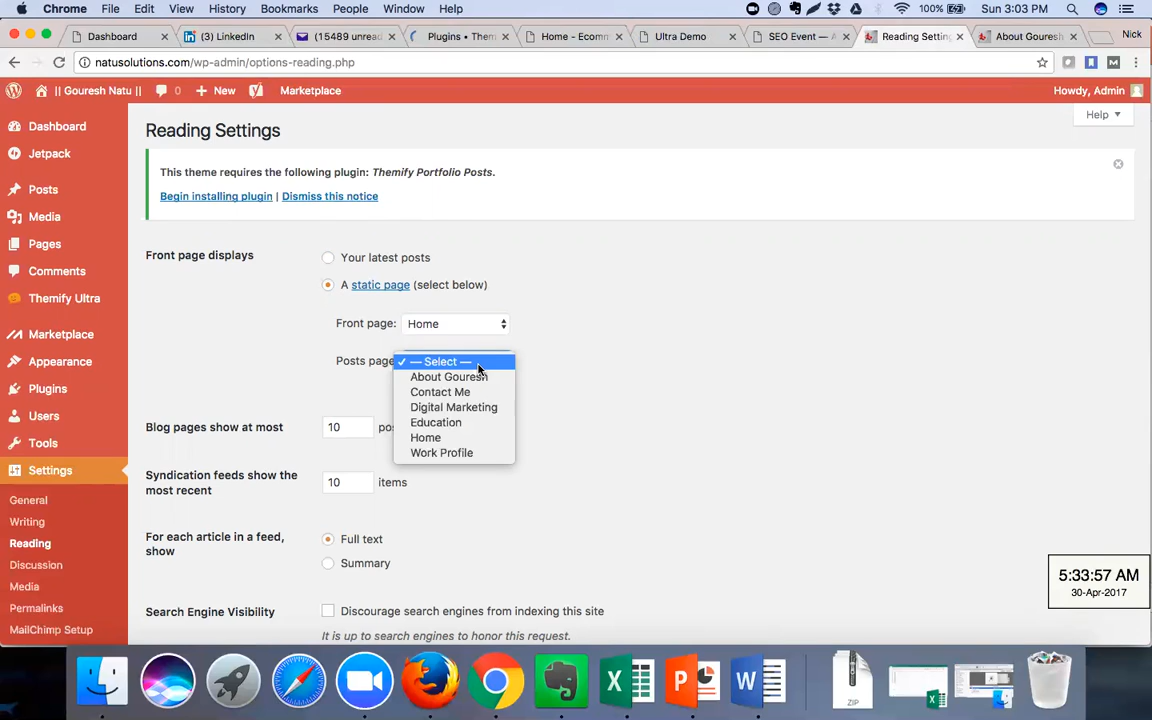 Chrome File Edit View History Bookmarks People Window Help 100% Sun 3:03 PM
Dashboard (3) LinkedIn (15489 unrea Plugins • Them Home - Ecomm Ultra Demo SEO Event — A Reading Settin About Gouresh Nick
natusolutions.com/wp-admin/options-reading.php
|| Gouresh Natu || 0 + New Marketplace Howdy, Admin
Help
Dashboard
Jetpack
Posts
Media
Pages
Comments
Themify Ultra
Marketplace
Appearance
Plugins
Users
Tools
Settings
General
Writing
Reading
Discussion
Media
Permalinks
MailChimp Setup
Reading Settings
This theme requires the following plugin: Themify Portfolio Posts.
Begin installing plugin | Dismiss this notice
Front page displays
Your latest posts
A static page (select below)
Front page: Home
Posts page
— Select —
About Gouresh
Contact Me
Digital Marketing
Education
Home
Work Profile
Blog pages show at most 10 po
Syndication feeds show the
most recent
10 items
For each article in a feed,
show
Full text
Summary
Search Engine Visibility
Discourage search engines from indexing this site
It is up to search engines to honor this request.
5:33:57 AM
30-Apr-2017
ZIP